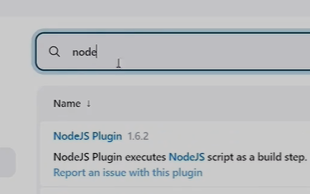 node
Name ↓
NodeJS Plugin 1.6.2
NodeJS Plugin executes NodeJS script as a build step.
Report an issue with this plugin